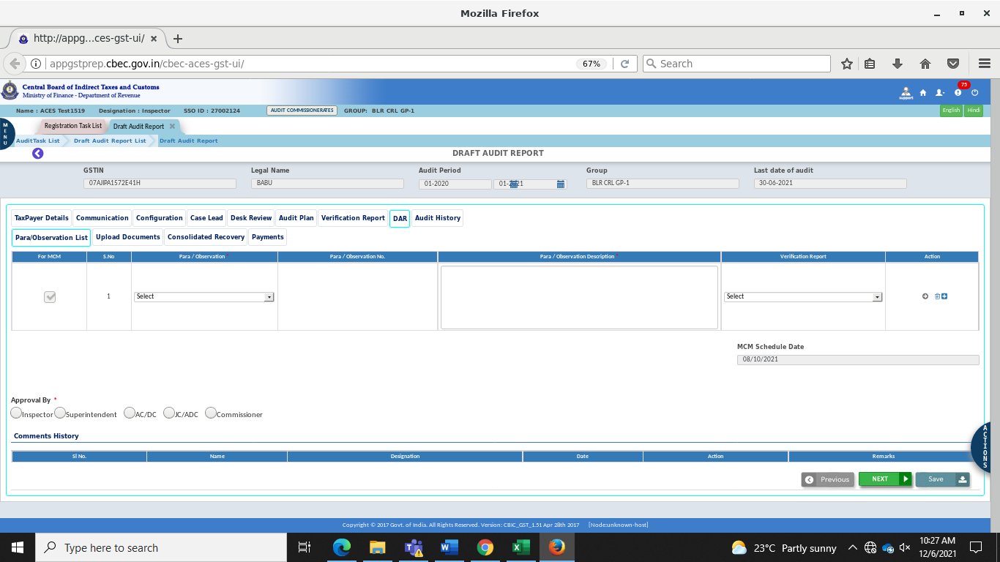 Mozilla Firefox
http://appg...ces-gst-ui/
appgstprep.cbec.gov.in/cbec-aces-gst-ui/ 67% Search
Central Board of Indirect Taxes and Customs
Ministry of Finance - Department of Revenue
support 75
Name : ACES Test1519 Designation : Inspector SSO ID : 27002124 AUDIT COMMISSIONERATES GROUP: BLR CRL GP-1 English Hindi
MENU
Registration Task List Draft Audit Report
AuditTask List Draft Audit Report List Draft Audit Report
DRAFT AUDIT REPORT
GSTIN Legal Name Audit Period Group Last date of audit
07AJIPA1572E41H BABU 01-2020 01-2021 BLR CRL GP-1 30-06-2021
TaxPayer Details Communication Configuration Case Lead Desk Review Audit Plan Verification Report DAR Audit History
Para/Observation List Upload Documents Consolidated Recovery Payments
For MCM S.No Para / Observation * Para / Observation No. Para / Observation Description * Verification Report Action
1 Select Select
MCM Schedule Date
08/10/2021
Approval By *
Inspector Superintendent AC/DC JC/ADC Commissioner
ACTIONS
Comments History
Sl No. Name Designation Date Action Remarks
Previous NEXT Save
Copyright © 2017 Govt. of India. All Rights Reserved. Version: CBIC_GST_1.51 Apr 28th 2017 [Node:unknown-host]
Type here to search 23°C Partly sunny 10:27 AM
12/6/2021